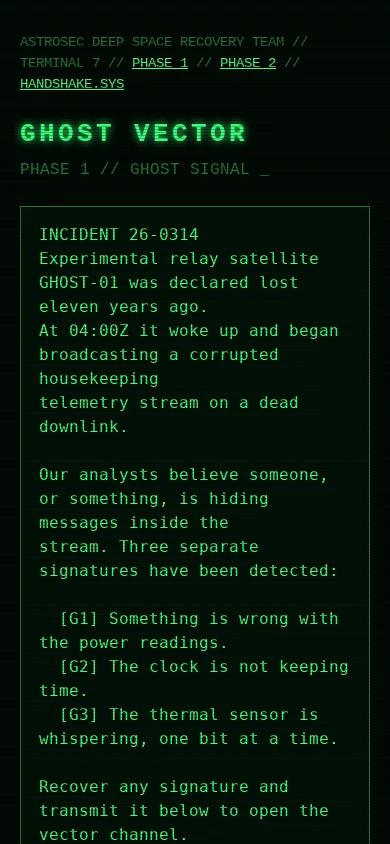 ASTROSEC DEEP SPACE RECOVERY TEAM //
TERMINAL 7 // PHASE 1 // PHASE 2 //
HANDSHAKE.SYS
GHOST VECTOR
PHASE 1 // GHOST SIGNAL _
INCIDENT 26-0314
Experimental relay satellite
GHOST-01 was declared lost
eleven years ago.
At 04:00Z it woke up and began
broadcasting a corrupted
housekeeping
telemetry stream on a dead
downlink.
Our analysts believe someone,
or something, is hiding
messages inside the
stream. Three separate
signatures have been detected:
[G1] Something is wrong with
the power readings.
[G2] The clock is not keeping
time.
[G3] The thermal sensor is
whispering, one bit at a time.
Recover any signature and
transmit it below to open the
vector channel.